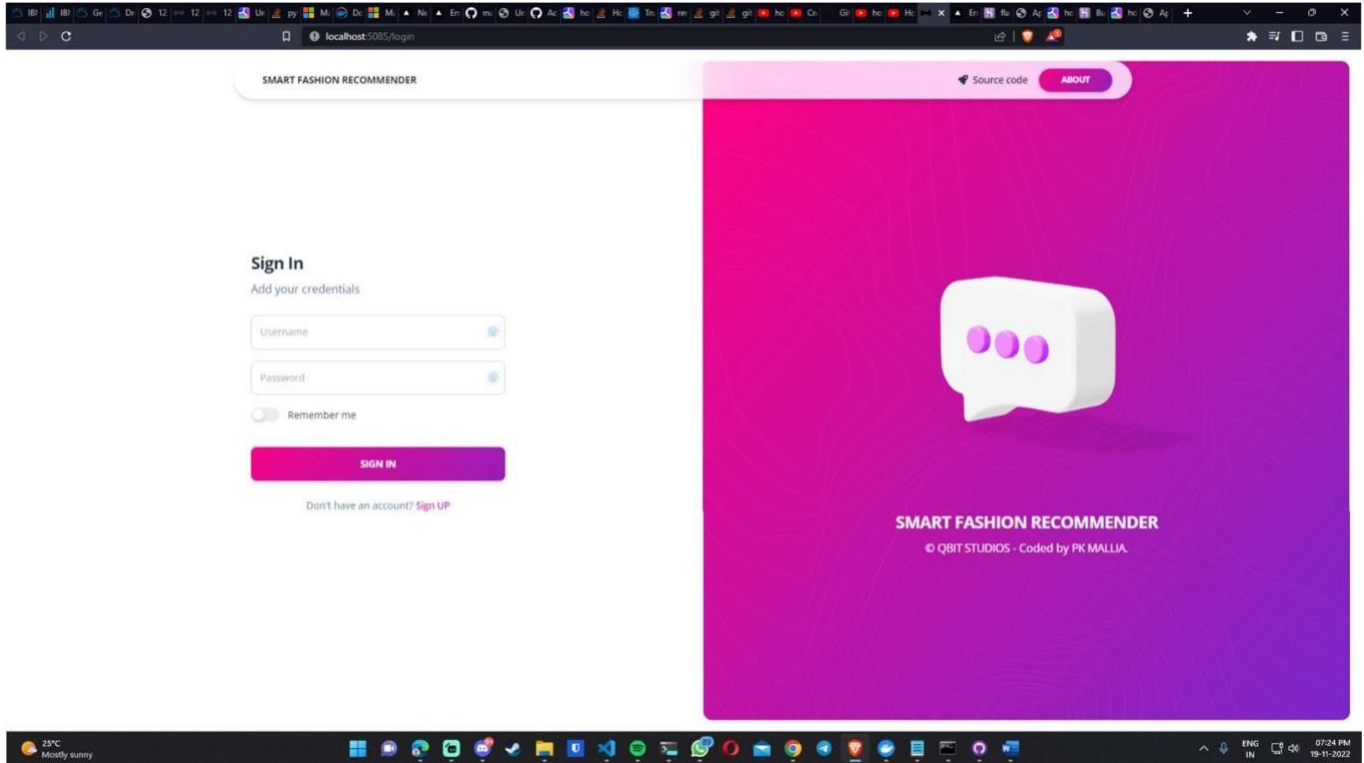 localhost:5085/login
SMART FASHION RECOMMENDER
Source code
ABOUT
Sign In
Add your credentials
Username
Password
Remember me
SIGN IN
Don't have an account? Sign UP
SMART FASHION RECOMMENDER
© QBIT STUDIOS - Coded by PK MALLIA.
25°C
Mostly sunny
ENG
IN
07:24 PM
19-11-2022